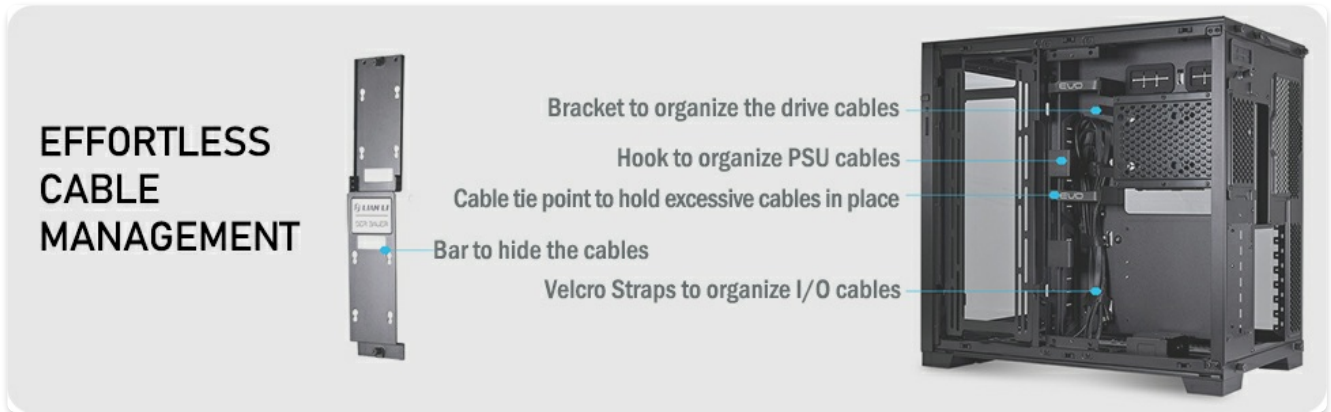 EFFORTLESS
CABLE
MANAGEMENT
LIAN LI
DER8AUER
Bar to hide the cables
Bracket to organize the drive cables
Hook to organize PSU cables
Cable tie point to hold excessive cables in place
Velcro Straps to organize I/O cables
EVO
EVO